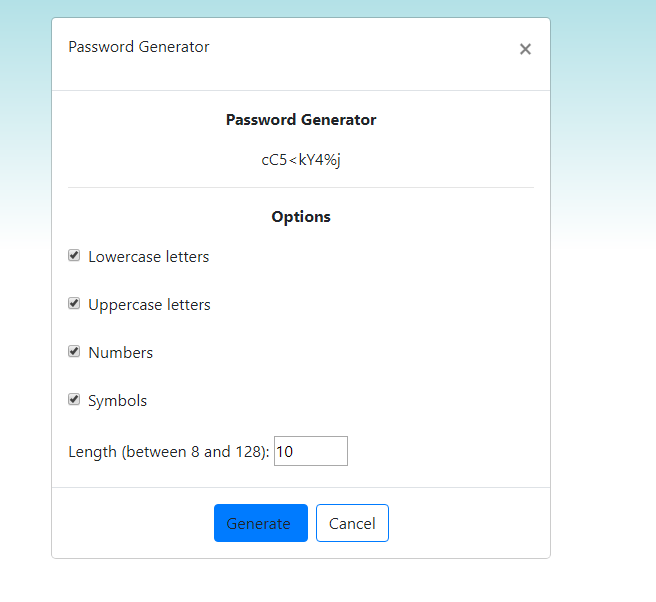 Password Generator ×
Password Generator
cC5<kY4%j
Options
Lowercase letters
Uppercase letters
Numbers
Symbols
Length (between 8 and 128): 10
Generate Cancel